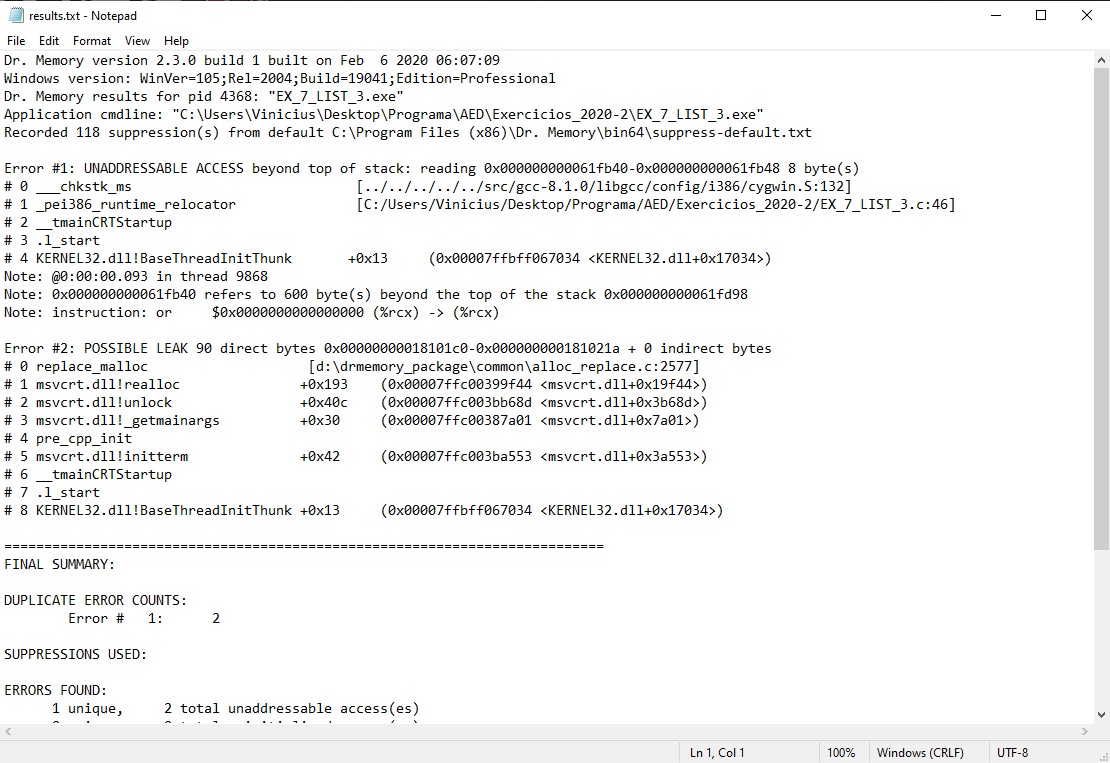 results.txt - Notepad
File Edit Format View Help
Dr. Memory version 2.3.0 build 1 built on Feb  6 2020 06:07:09
Windows version: WinVer=105;Rel=2004;Build=19041;Edition=Professional
Dr. Memory results for pid 4368: "EX_7_LIST_3.exe"
Application cmdline: "C:\Users\Vinicius\Desktop\Programa\AED\Exercicios_2020-2\EX_7_LIST_3.exe"
Recorded 118 suppression(s) from default C:\Program Files (x86)\Dr. Memory\bin64\suppress-default.txt
Error #1: UNADDRESSABLE ACCESS beyond top of stack: reading 0x000000000061fb40-0x000000000061fb48 8 byte(s)
# 0 ___chkstk_ms [../../../../../src/gcc-8.1.0/libgcc/config/i386/cygwin.S:132]
# 1 _pei386_runtime_relocator [C:/Users/Vinicius/Desktop/Programa/AED/Exercicios_2020-2/EX_7_LIST_3.c:46]
# 2 __tmainCRTStartup
# 3 .l_start
# 4 KERNEL32.dll!BaseThreadInitThunk +0x13 (0x00007ffbff067034 <KERNEL32.dll+0x17034>)
Note: @0:00:00.093 in thread 9868
Note: 0x000000000061fb40 refers to 600 byte(s) beyond the top of the stack 0x000000000061fd98
Note: instruction: or $0x0000000000000000 (%rcx) -> (%rcx)
Error #2: POSSIBLE LEAK 90 direct bytes 0x00000000018101c0-0x000000000181021a + 0 indirect bytes
# 0 replace_malloc [d:\drmemory_package\common\alloc_replace.c:2577]
# 1 msvcrt.dll!realloc +0x193 (0x00007ffc00399f44 <msvcrt.dll+0x19f44>)
# 2 msvcrt.dll!unlock +0x40c (0x00007ffc003bb68d <msvcrt.dll+0x3b68d>)
# 3 msvcrt.dll!_getmainargs +0x30 (0x00007ffc00387a01 <msvcrt.dll+0x7a01>)
# 4 pre_cpp_init
# 5 msvcrt.dll!initterm +0x42 (0x00007ffc003ba553 <msvcrt.dll+0x3a553>)
# 6 __tmainCRTStartup
# 7 .l_start
# 8 KERNEL32.dll!BaseThreadInitThunk +0x13 (0x00007ffbff067034 <KERNEL32.dll+0x17034>)
===========================================================================
FINAL SUMMARY:
DUPLICATE ERROR COUNTS:
Error # 1: 2
SUPPRESSIONS USED:
ERRORS FOUND:
1 unique, 2 total unaddressable access(es)
Ln 1, Col 1 100% Windows (CRLF) UTF-8